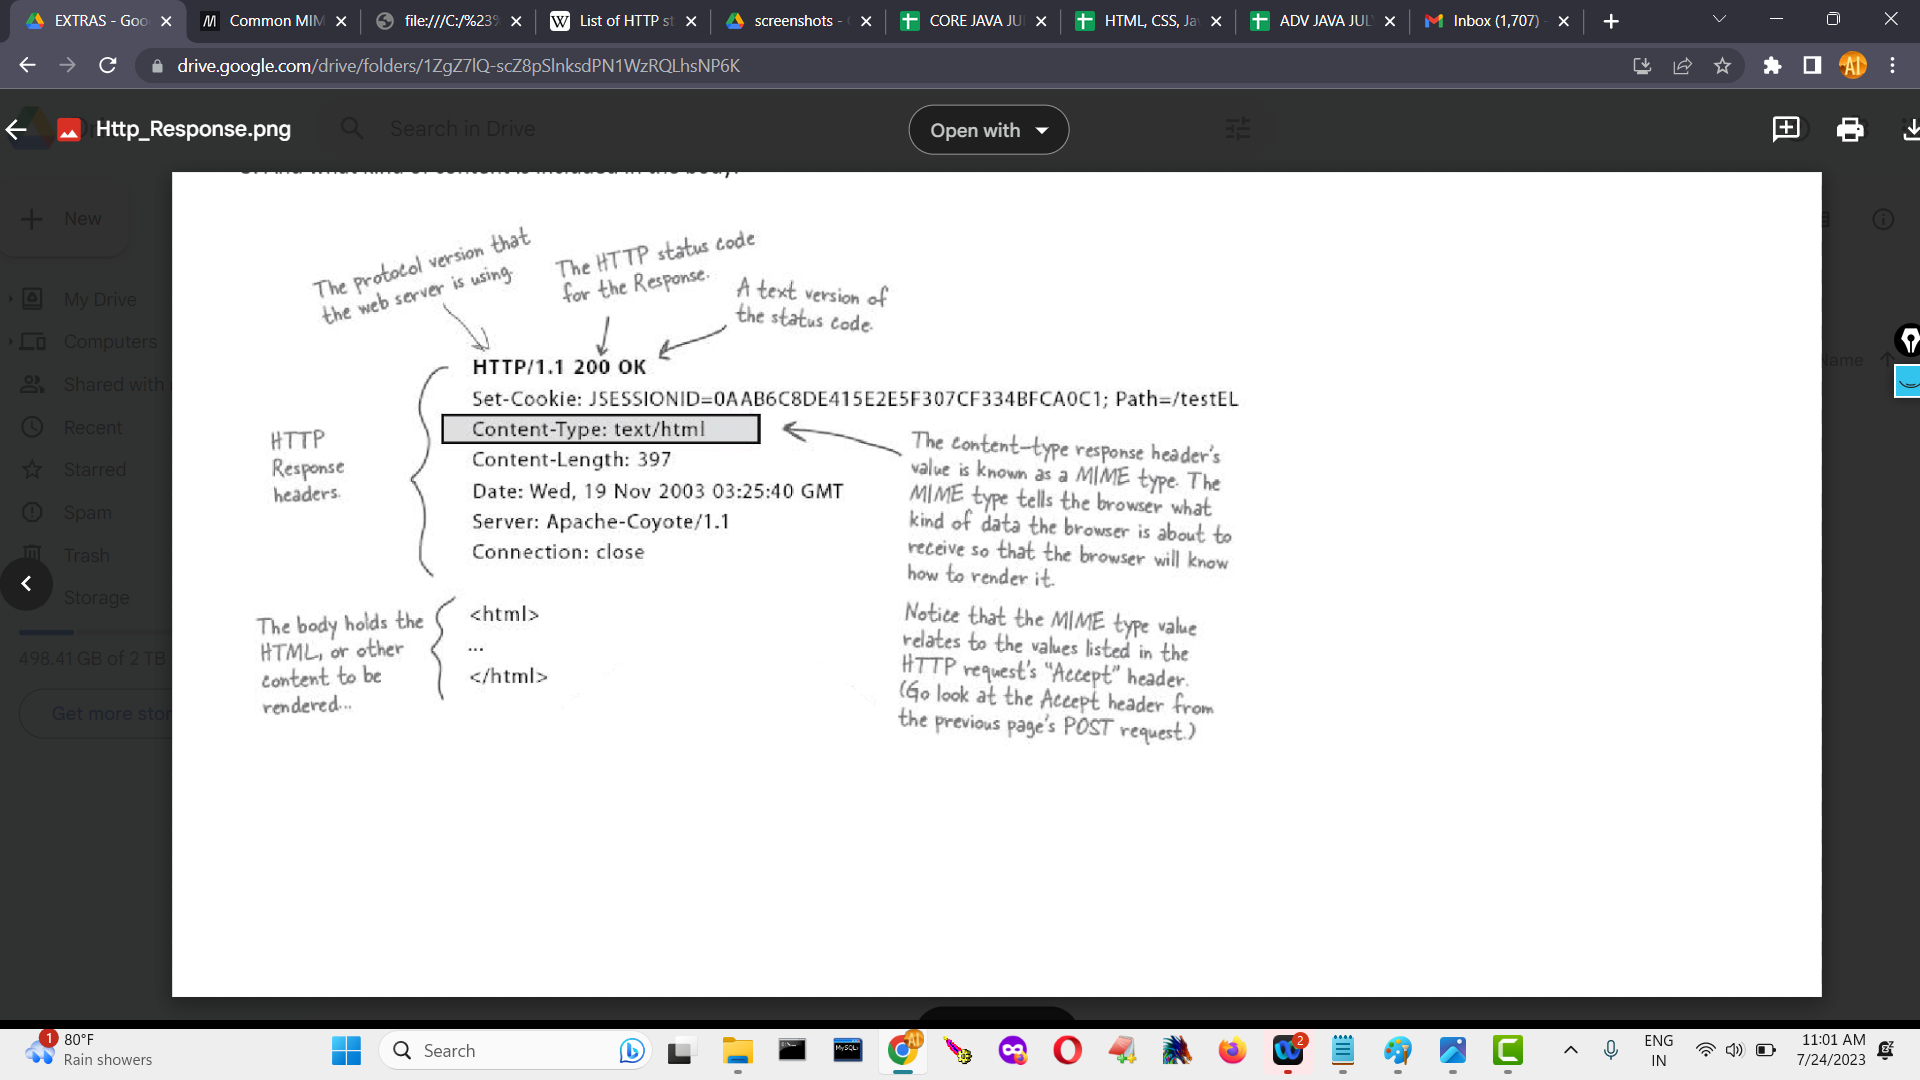 EXTRAS - Goo
Common MIM
file:///C:/%23%
List of HTTP st
screenshots - G
CORE JAVA JUL
HTML, CSS, Ja
ADV JAVA JUL
Inbox (1,707) -
drive.google.com/drive/folders/1ZgZ7lQ-scZ8pSlnksdPN1WzRQLhsNP6K
Http_Response.png
Search in Drive
Open with
New
My Drive
Computers
Shared with
Recent
Starred
Spam
Trash
Storage
498.41 GB of 2 TB
Get more stor
Name
The protocol version that
the web server is using.
The HTTP status code
for the Response.
A text version of
the status code.
HTTP/1.1 200 OK
Set-Cookie: JSESSIONID=0AAB6C8DE415E2E5F307CF334BFCA0C1; Path=/testEL
Content-Type: text/html
Content-Length: 397
Date: Wed, 19 Nov 2003 03:25:40 GMT
Server: Apache-Coyote/1.1
Connection: close
HTTP
Response
headers.
The content-type response header's
value is known as a MIME type. The
MIME type tells the browser what
kind of data the browser is about to
receive so that the browser will know
how to render it.
<html>
...
</html>
The body holds the
HTML, or other
content to be
rendered...
Notice that the MIME type value
relates to the values listed in the
HTTP request's "Accept" header.
(Go look at the Accept header from
the previous page's POST request.)
1
80°F
Rain showers
Search
MySQL
2
ENG
IN
11:01 AM
7/24/2023